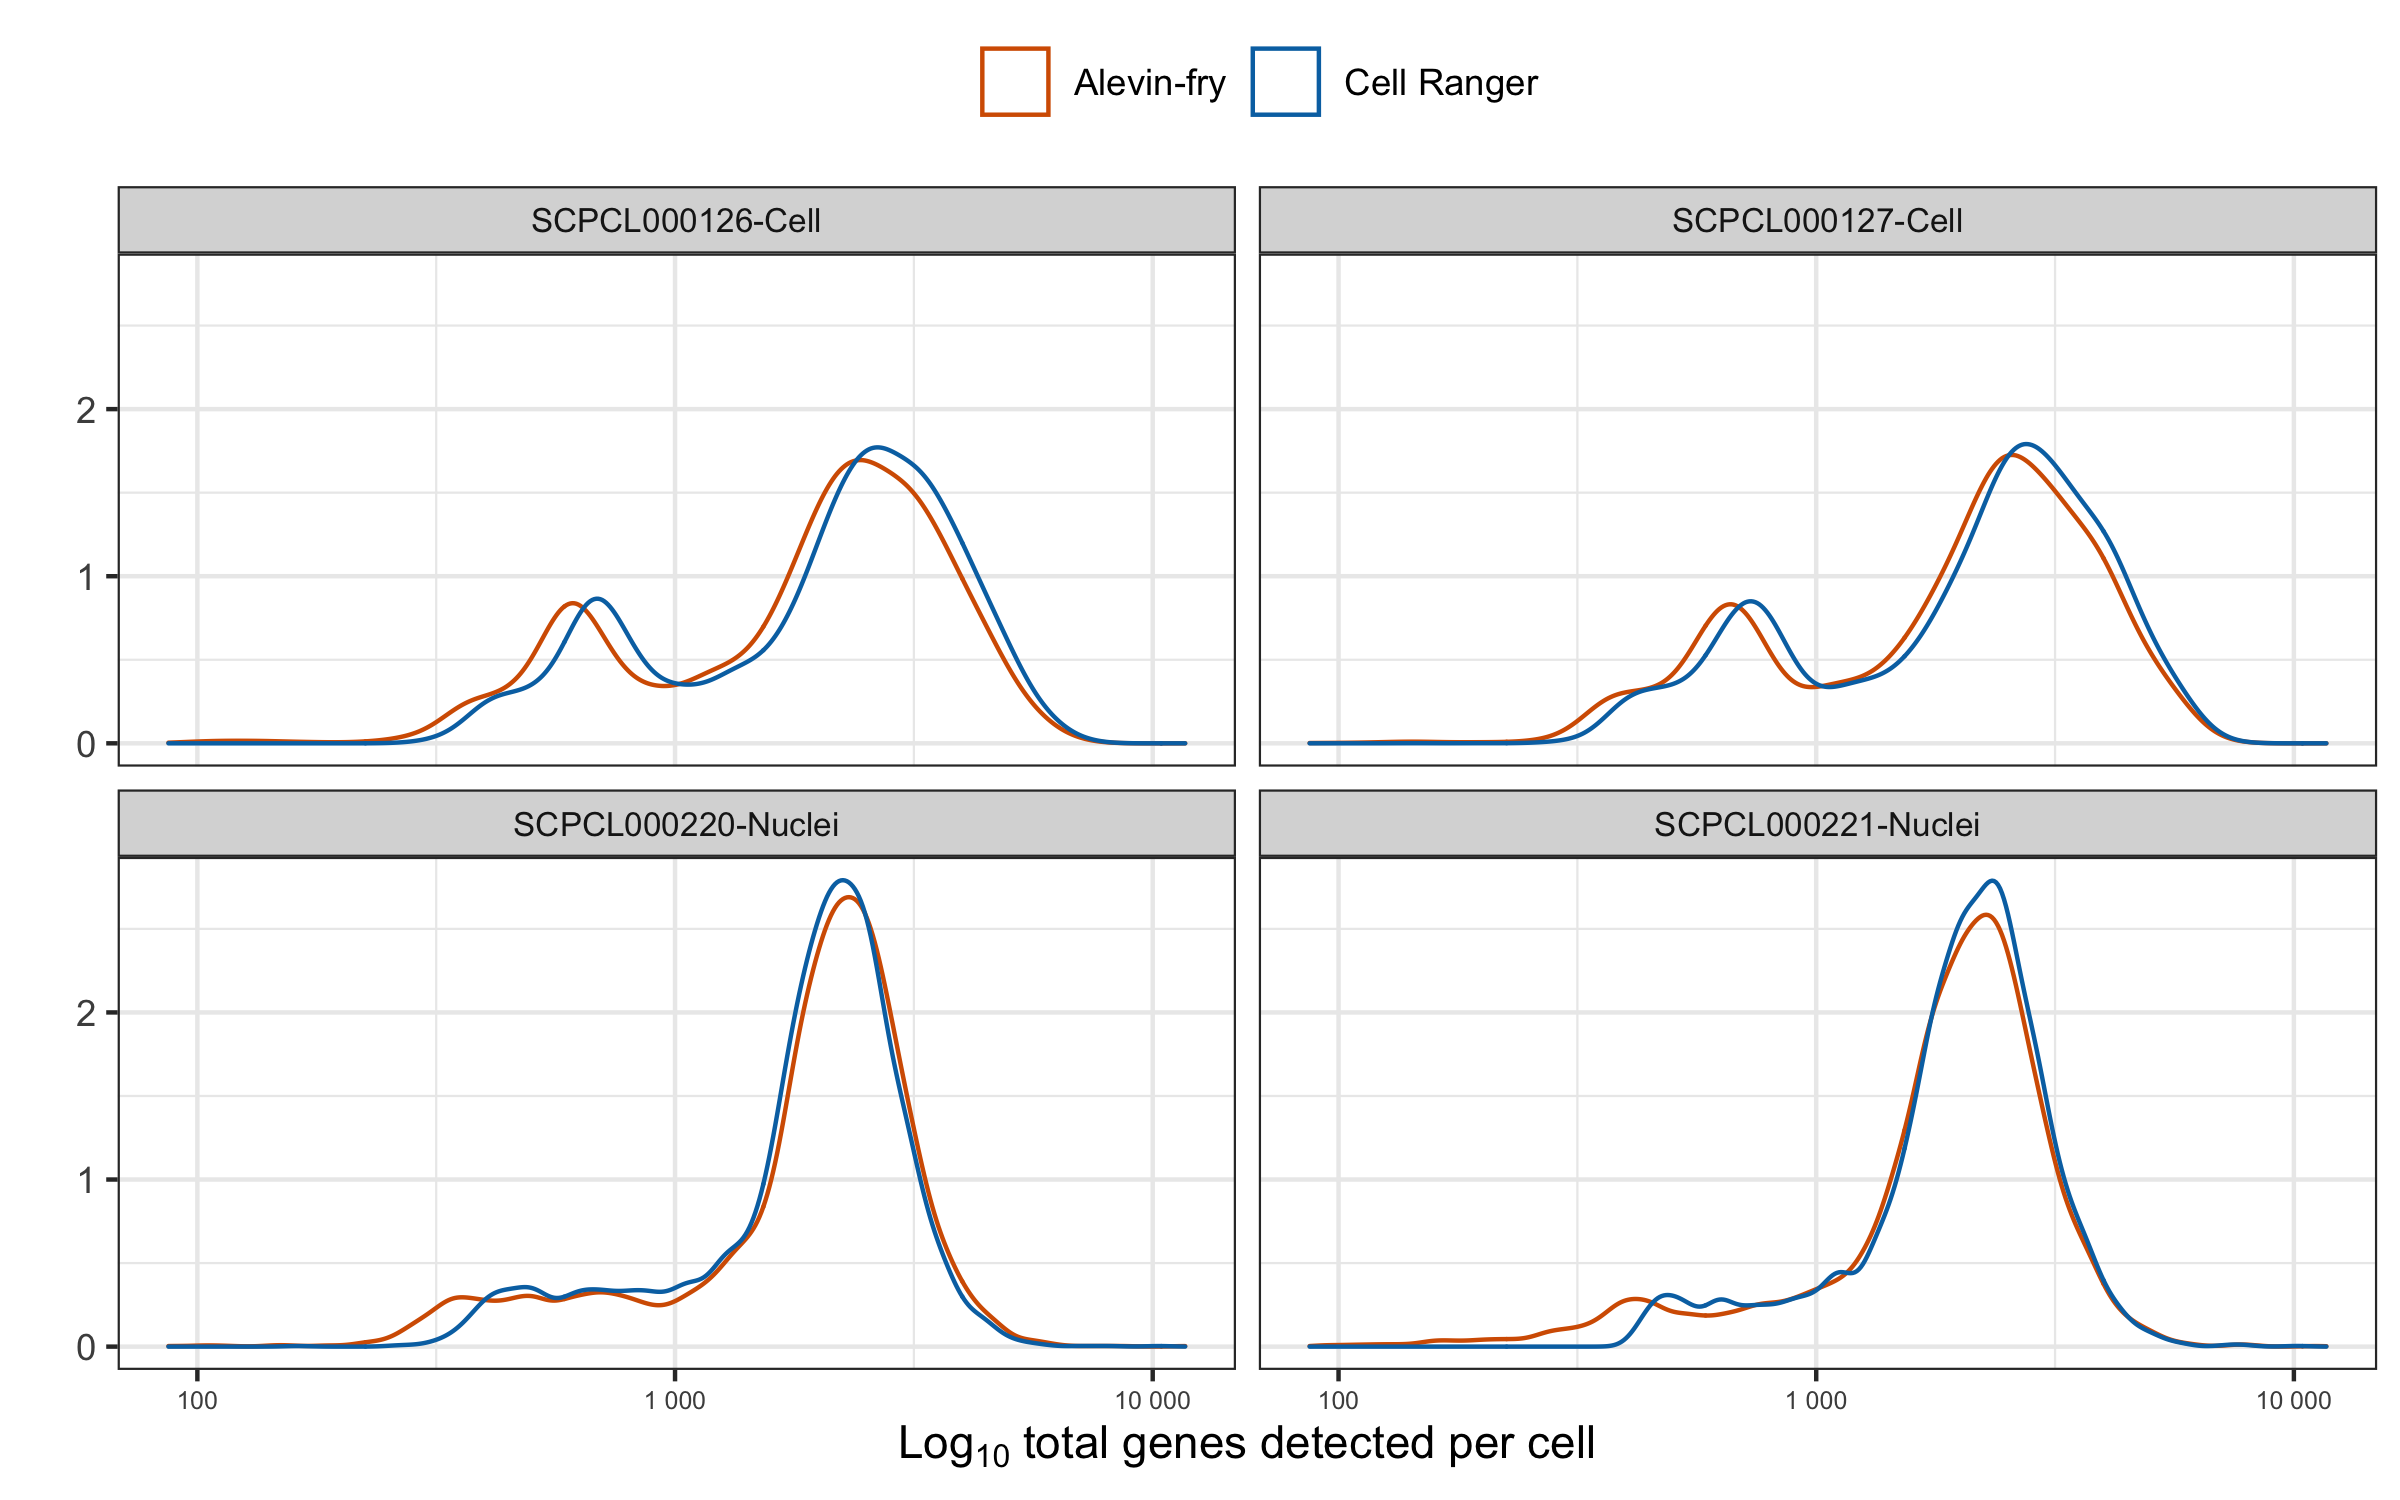 Alevin-fry Cell Ranger
SCPCL000126-Cell SCPCL000127-Cell
2
1
0
SCPCL000220-Nuclei SCPCL000221-Nuclei
2
1
0
100 1 000 10 000 100 1 000 10 000
Log10 total genes detected per cell